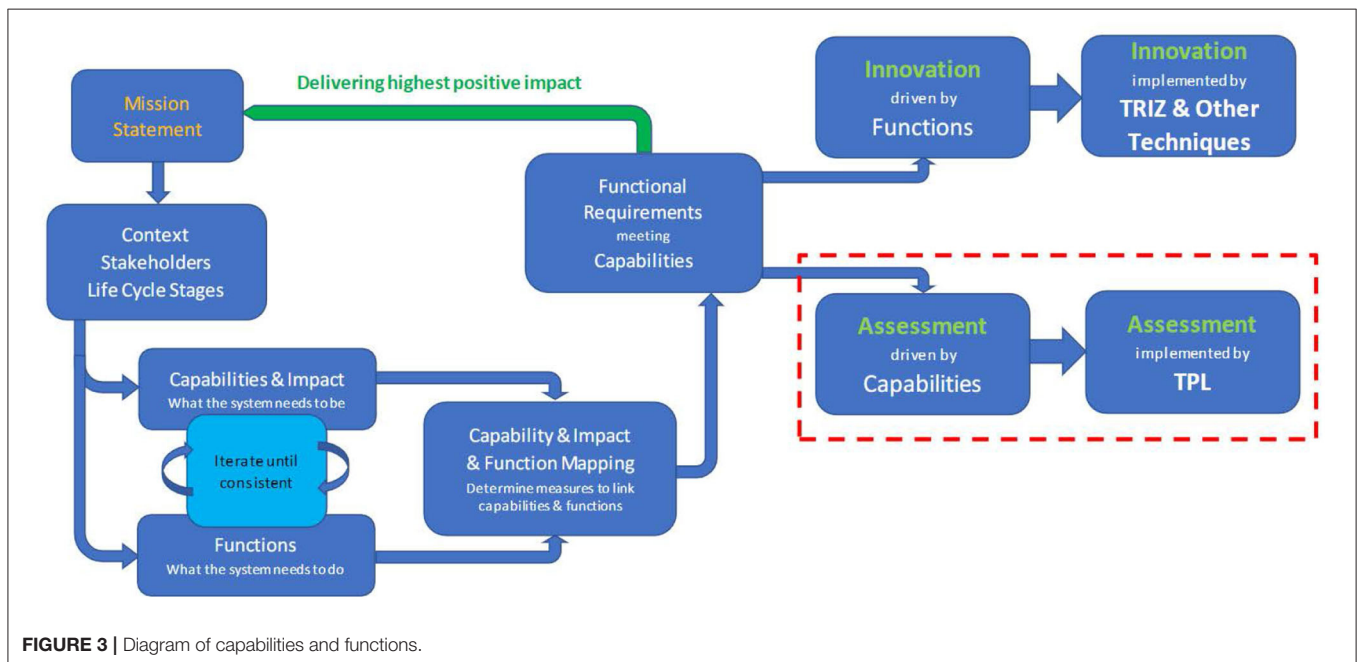 Mission
Statement
Delivering highest positive impact
Context
Stakeholders
Life Cycle Stages
Capabilities & Impact
What the system needs to be
Iterate until
consistent
Functions
What the system needs to do
Capability & Impact
& Function Mapping
Determine measures to link
capabilities & functions
Functional
Requirements
meeting
Capabilities
Innovation
driven by
Functions
Innovation
implemented by
TRIZ & Other
Techniques
Assessment
driven by
Capabilities
Assessment
implemented by
TPL
FIGURE 3 | Diagram of capabilities and functions.